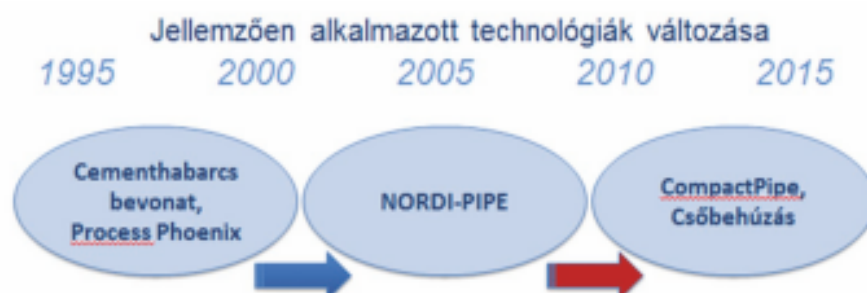 Jellemzően alkalmazott technológiák változása
1995 2000 2005 2010 2015
Cementhabarcs
bevonat,
Process Phoenix
NORDI-PIPE
CompactPipe,
Csőbehúzás